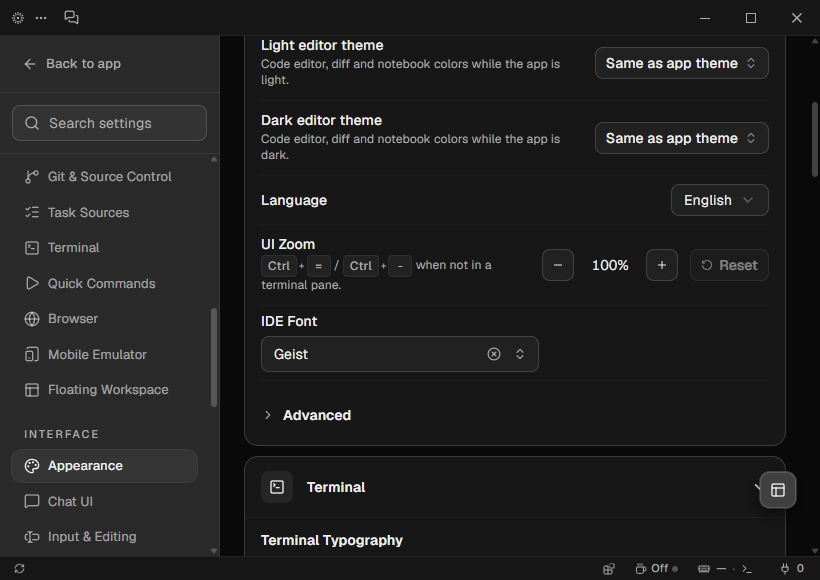 Back to app
Search settings
Git & Source Control
Task Sources
Terminal
Quick Commands
Browser
Mobile Emulator
Floating Workspace
INTERFACE
Appearance
Chat UI
Input & Editing
Light editor theme
Code editor, diff and notebook colors while the app is
light.
Same as app theme
Dark editor theme
Code editor, diff and notebook colors while the app is
dark.
Same as app theme
Language
English
UI Zoom
Ctrl + = / Ctrl + - when not in a
terminal pane.
− 100% + Reset
IDE Font
Geist
Advanced
Terminal
Terminal Typography
Off
— ·
0